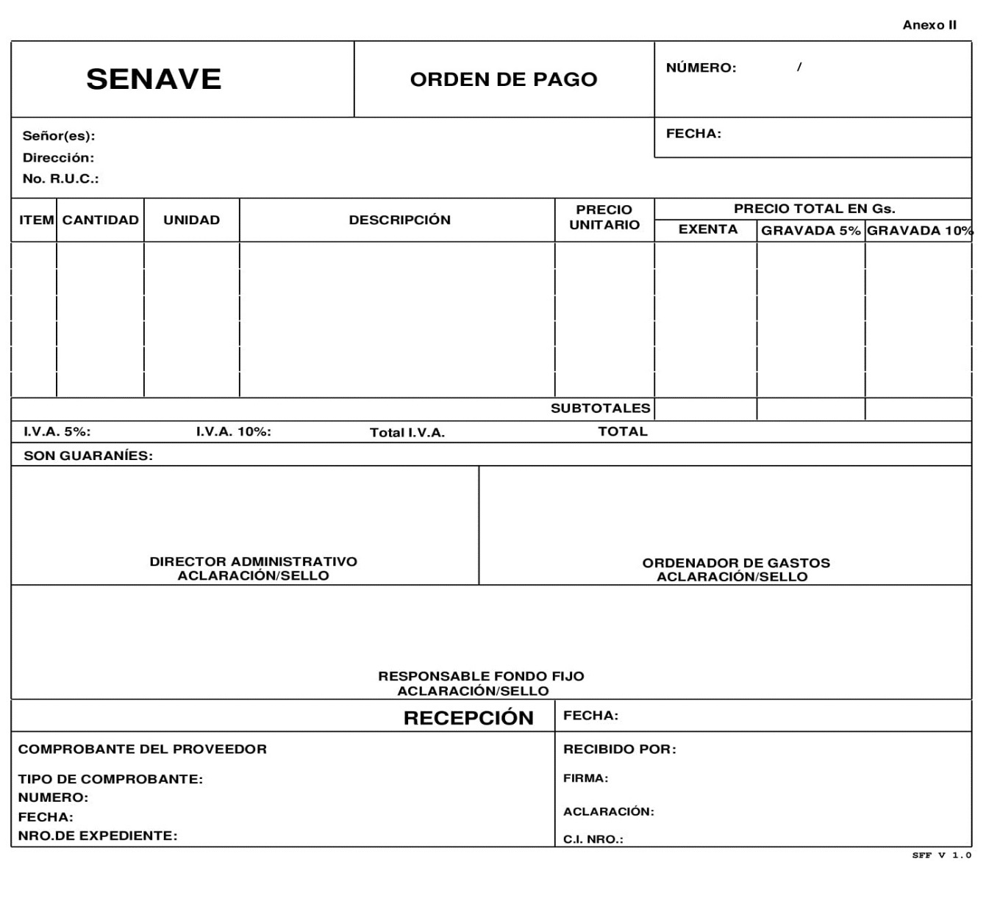 Anexo II
SENAVE
ORDEN DE PAGO
NÚMERO: /
Señor(es):
FECHA:
Dirección:
No. R.U.C.:
ITEM CANTIDAD UNIDAD DESCRIPCIÓN PRECIO UNITARIO PRECIO TOTAL EN Gs.
EXENTA GRAVADA 5% GRAVADA 10%
SUBTOTALES
I.V.A. 5%: I.V.A. 10%: Total I.V.A. TOTAL
SON GUARANÍES:
DIRECTOR ADMINISTRATIVO
ACLARACIÓN/SELLO
ORDENADOR DE GASTOS
ACLARACIÓN/SELLO
RESPONSABLE FONDO FIJO
ACLARACIÓN/SELLO
RECEPCIÓN
FECHA:
COMPROBANTE DEL PROVEEDOR
TIPO DE COMPROBANTE:
NUMERO:
FECHA:
NRO.DE EXPEDIENTE:
RECIBIDO POR:
FIRMA:
ACLARACIÓN:
C.I. NRO.:
SFF V 1.0